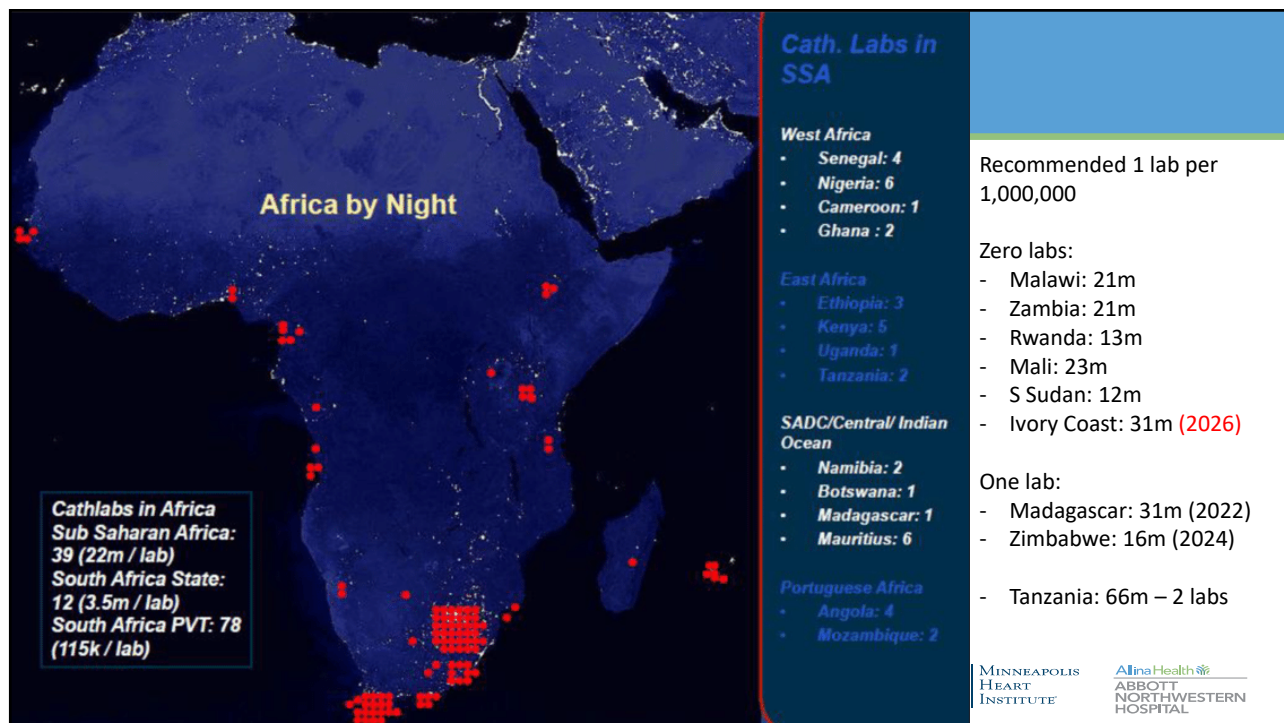 Africa by Night
Cathlabs in Africa
Sub Saharan Africa:
39 (22m / lab)
South Africa State:
12 (3.5m / lab)
South Africa PVT: 78
(115k / lab)
Cath. Labs in
SSA
West Africa
• Senegal: 4
• Nigeria: 6
• Cameroon: 1
• Ghana : 2
East Africa
• Ethiopia: 3
• Kenya: 5
• Uganda: 1
• Tanzania: 2
SADC/Central/ Indian
Ocean
• Namibia: 2
• Botswana: 1
• Madagascar: 1
• Mauritius: 6
Portuguese Africa
• Angola: 4
• Mozambique: 2
Recommended 1 lab per
1,000,000
Zero labs:
- Malawi: 21m
- Zambia: 21m
- Rwanda: 13m
- Mali: 23m
- S Sudan: 12m
- Ivory Coast: 31m (2026)
One lab:
- Madagascar: 31m (2022)
- Zimbabwe: 16m (2024)
- Tanzania: 66m – 2 labs
MINNEAPOLIS
HEART
INSTITUTE
Allina Health
ABBOTT
NORTHWESTERN
HOSPITAL